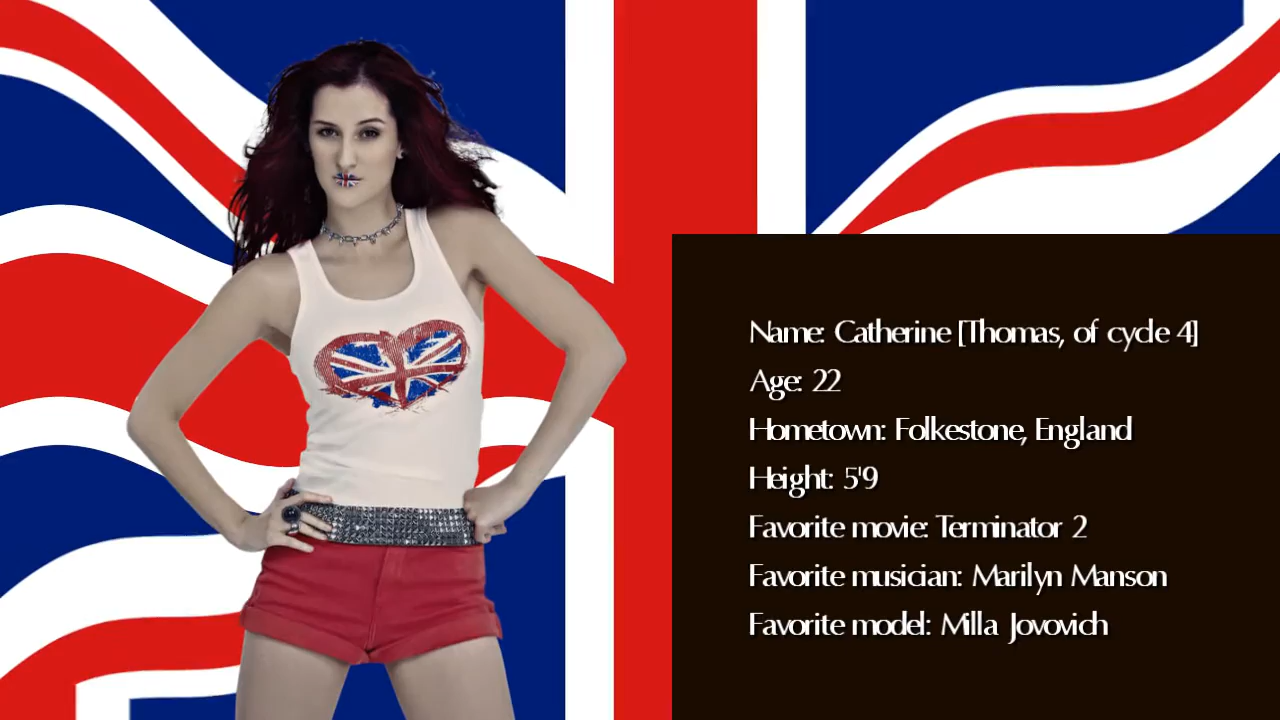 Name: Catherine [Thomas, of cycle 4]
Age: 22
Hometown: Folkestone, England
Height: 5'9
Favorite movie: Terminator 2
Favorite musician: Marilyn Manson
Favorite model: Milla Jovovich